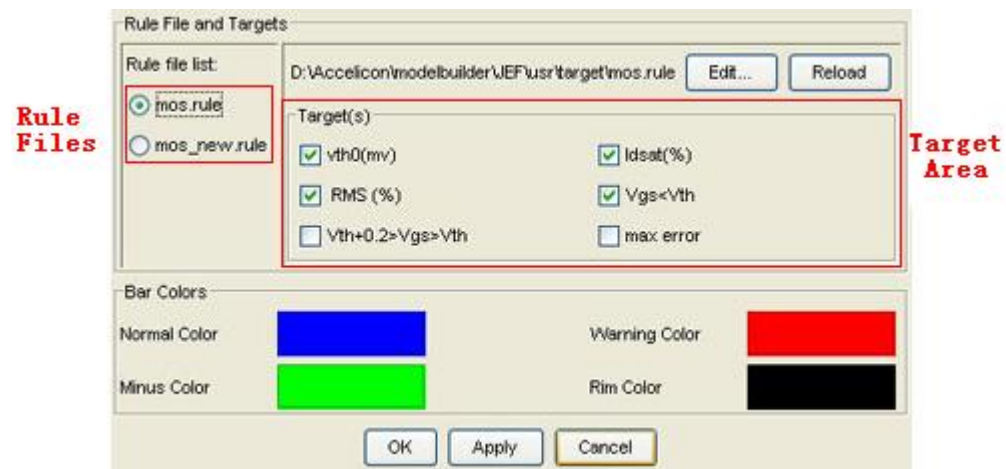 Rule File and Targets
Rule file list:
D:\Accelicon\modelbuilder\JEF\usr\target\mos.rule
Edit...
Reload
Rule Files
mos.rule
mos_new.rule
Target(s)
vth0(mv)
Idsat(%)
RMS (%)
Vgs<Vth
Vth+0.2>Vgs>Vth
max error
Target Area
Bar Colors
Normal Color
Warning Color
Minus Color
Rim Color
OK
Apply
Cancel